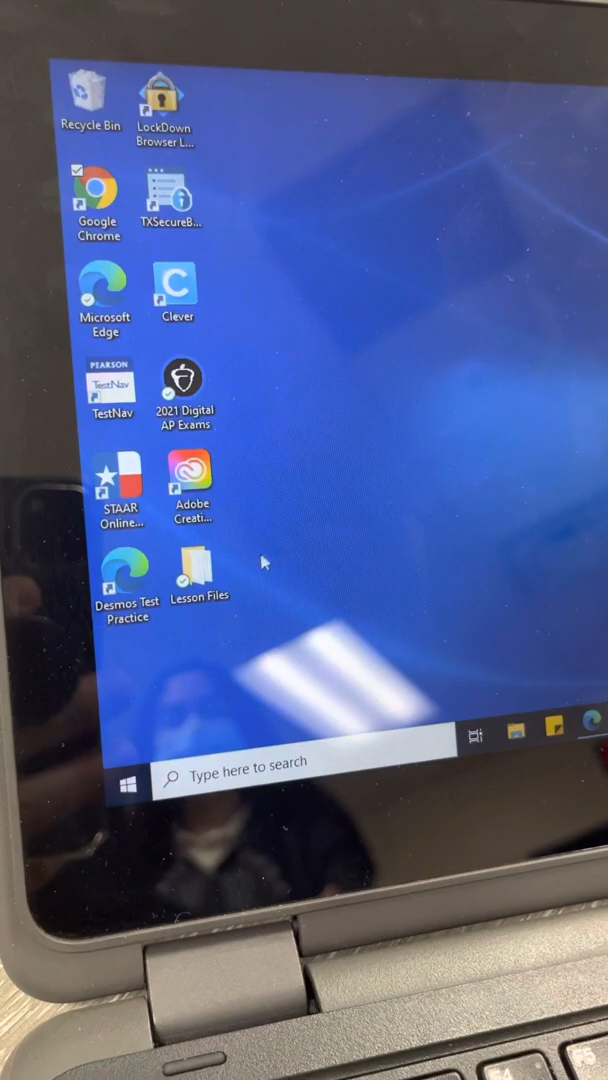 Recycle Bin
LockDown
Browser L...
Google
Chrome
TXSecureB...
Microsoft
Edge
Clever
PEARSON
TestNav
TestNav
2021 Digital
AP Exams
STAAR
Online...
Adobe
Creati...
Desmos Test
Practice
Lesson Files
Type here to search